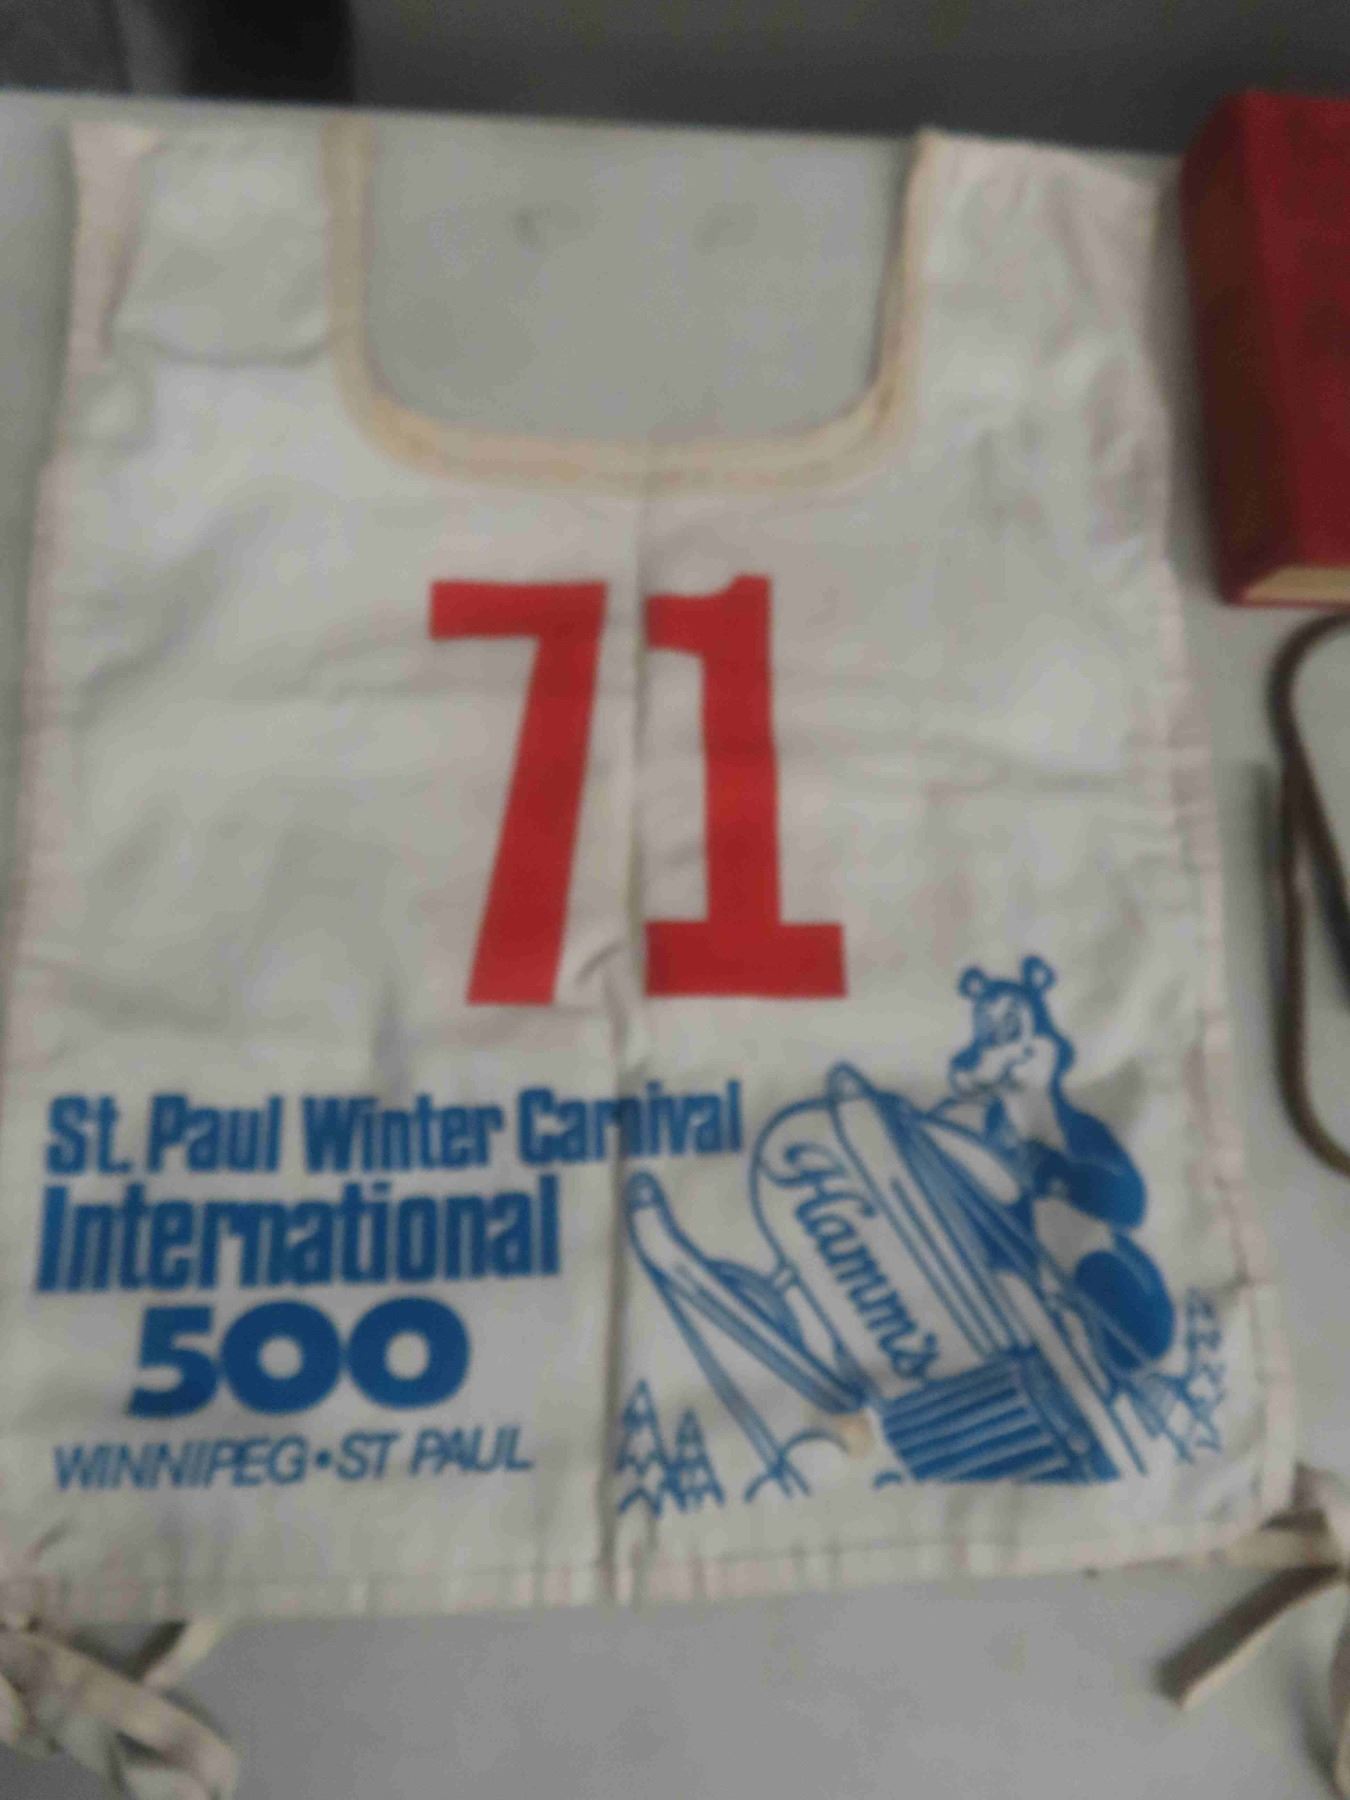 71
St. Paul Winter Carnival
International
500
WINNIPEG•ST PAUL
Hamm's